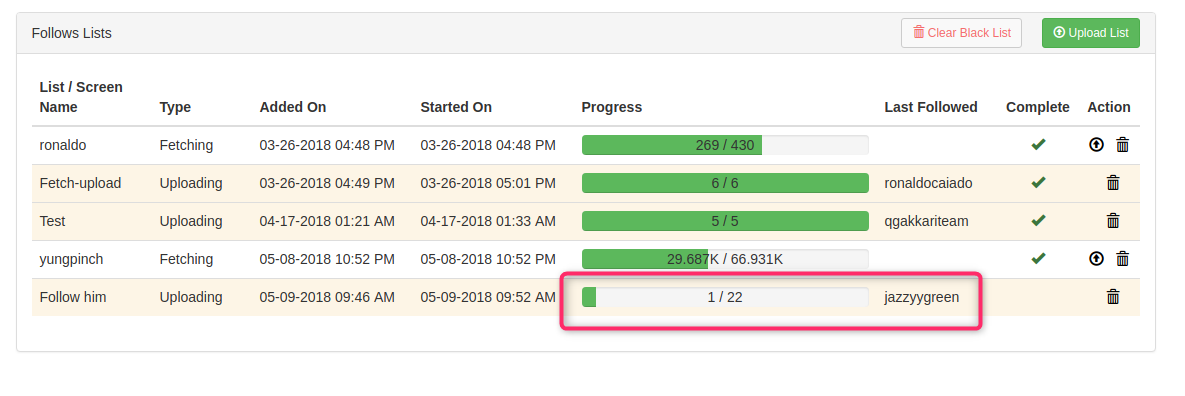 Follows Lists Clear Black List Upload List
List / Screen
Name Type Added On Started On Progress Last Followed Complete Action
ronaldo Fetching 03-26-2018 04:48 PM 03-26-2018 04:48 PM 269 / 430
Fetch-upload Uploading 03-26-2018 04:49 PM 03-26-2018 05:01 PM 6 / 6 ronaldocaiado
Test Uploading 04-17-2018 01:21 AM 04-17-2018 01:33 AM 5 / 5 qgakkariteam
yungpinch Fetching 05-08-2018 10:52 PM 05-08-2018 10:52 PM 29.687K / 66.931K
Follow him Uploading 05-09-2018 09:46 AM 05-09-2018 09:52 AM 1 / 22 jazzyygreen